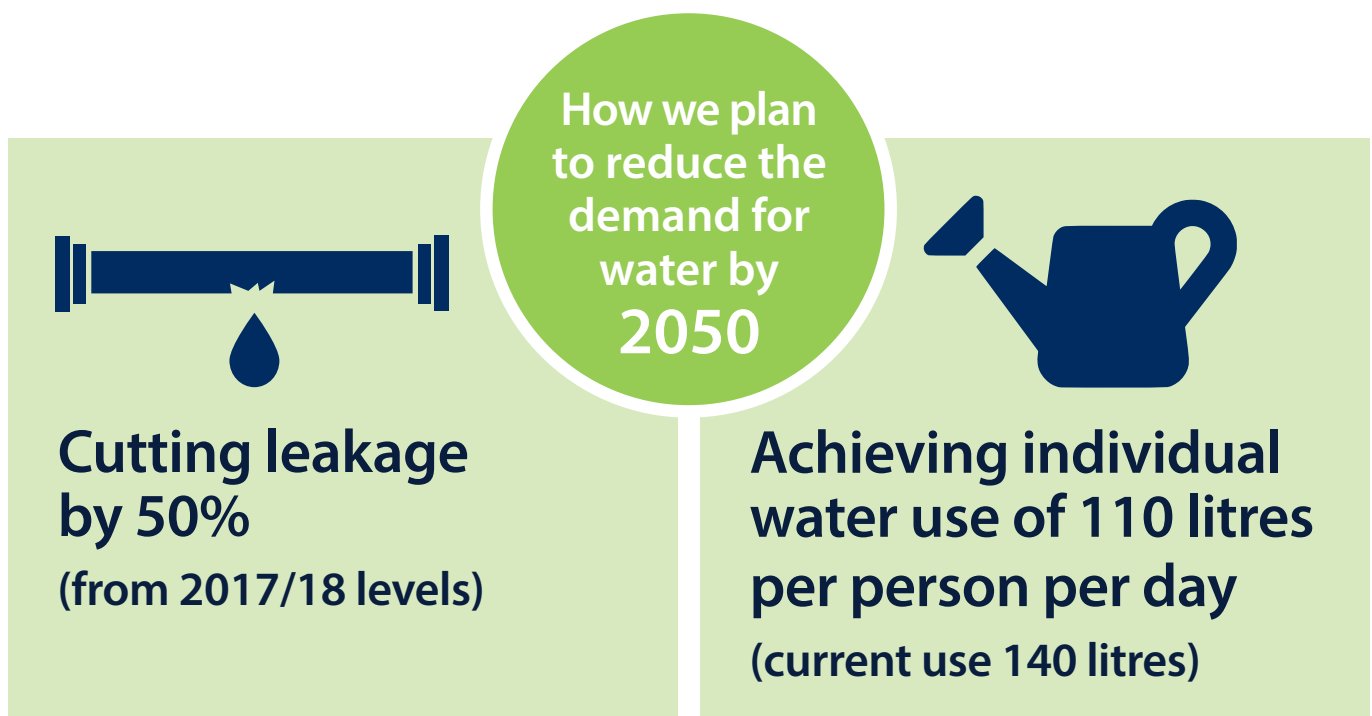 How we plan
to reduce the
demand for
water by
2050
Cutting leakage
by 50%
(from 2017/18 levels)
Achieving individual
water use of 110 litres
per person per day
(current use 140 litres)